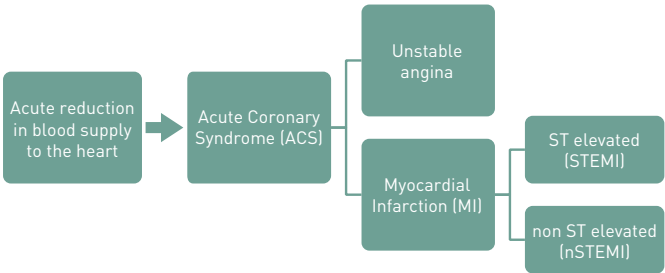 Acute reduction
in blood supply
to the heart
Acute Coronary
Syndrome (ACS)
Unstable
angina
Myocardial
Infarction (MI)
ST elevated
(STEMI)
non ST elevated
(nSTEMI)